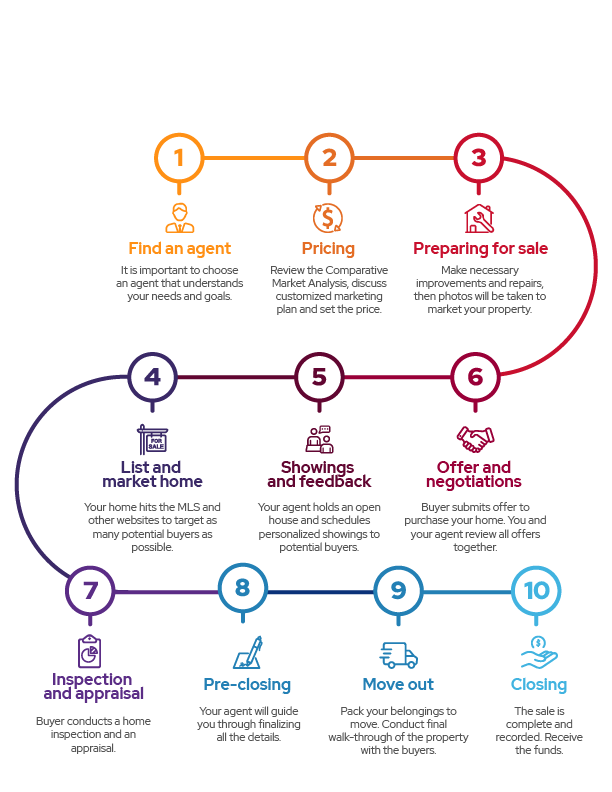 1
2
3
Find an agent
It is important to choose
an agent that understands
your needs and goals.
Pricing
Review the Comparative
Market Analysis, discuss
customized marketing
plan and set the price.
Preparing for sale
Make necessary
improvements and repairs,
then photos will be taken to
market your property.
4
5
6
FOR
SALE
List and
market home
Your home hits the MLS and
other websites to target as
many potential buyers as
possible.
Showings
and feedback
Your agent holds an open
house and schedules
personalized showings to
potential buyers.
Offer and
negotiations
Buyer submits offer to
purchase your home. You and
your agent review all offers
together.
7
8
9
10
Inspection
and appraisal
Buyer conducts a home
inspection and an
appraisal.
Pre-closing
Your agent will guide
you through finalizing
all the details.
Move out
Pack your belongings to
move. Conduct final
walk-through of the property
with the buyers.
$
Closing
The sale is
complete and
recorded. Receive
the funds.